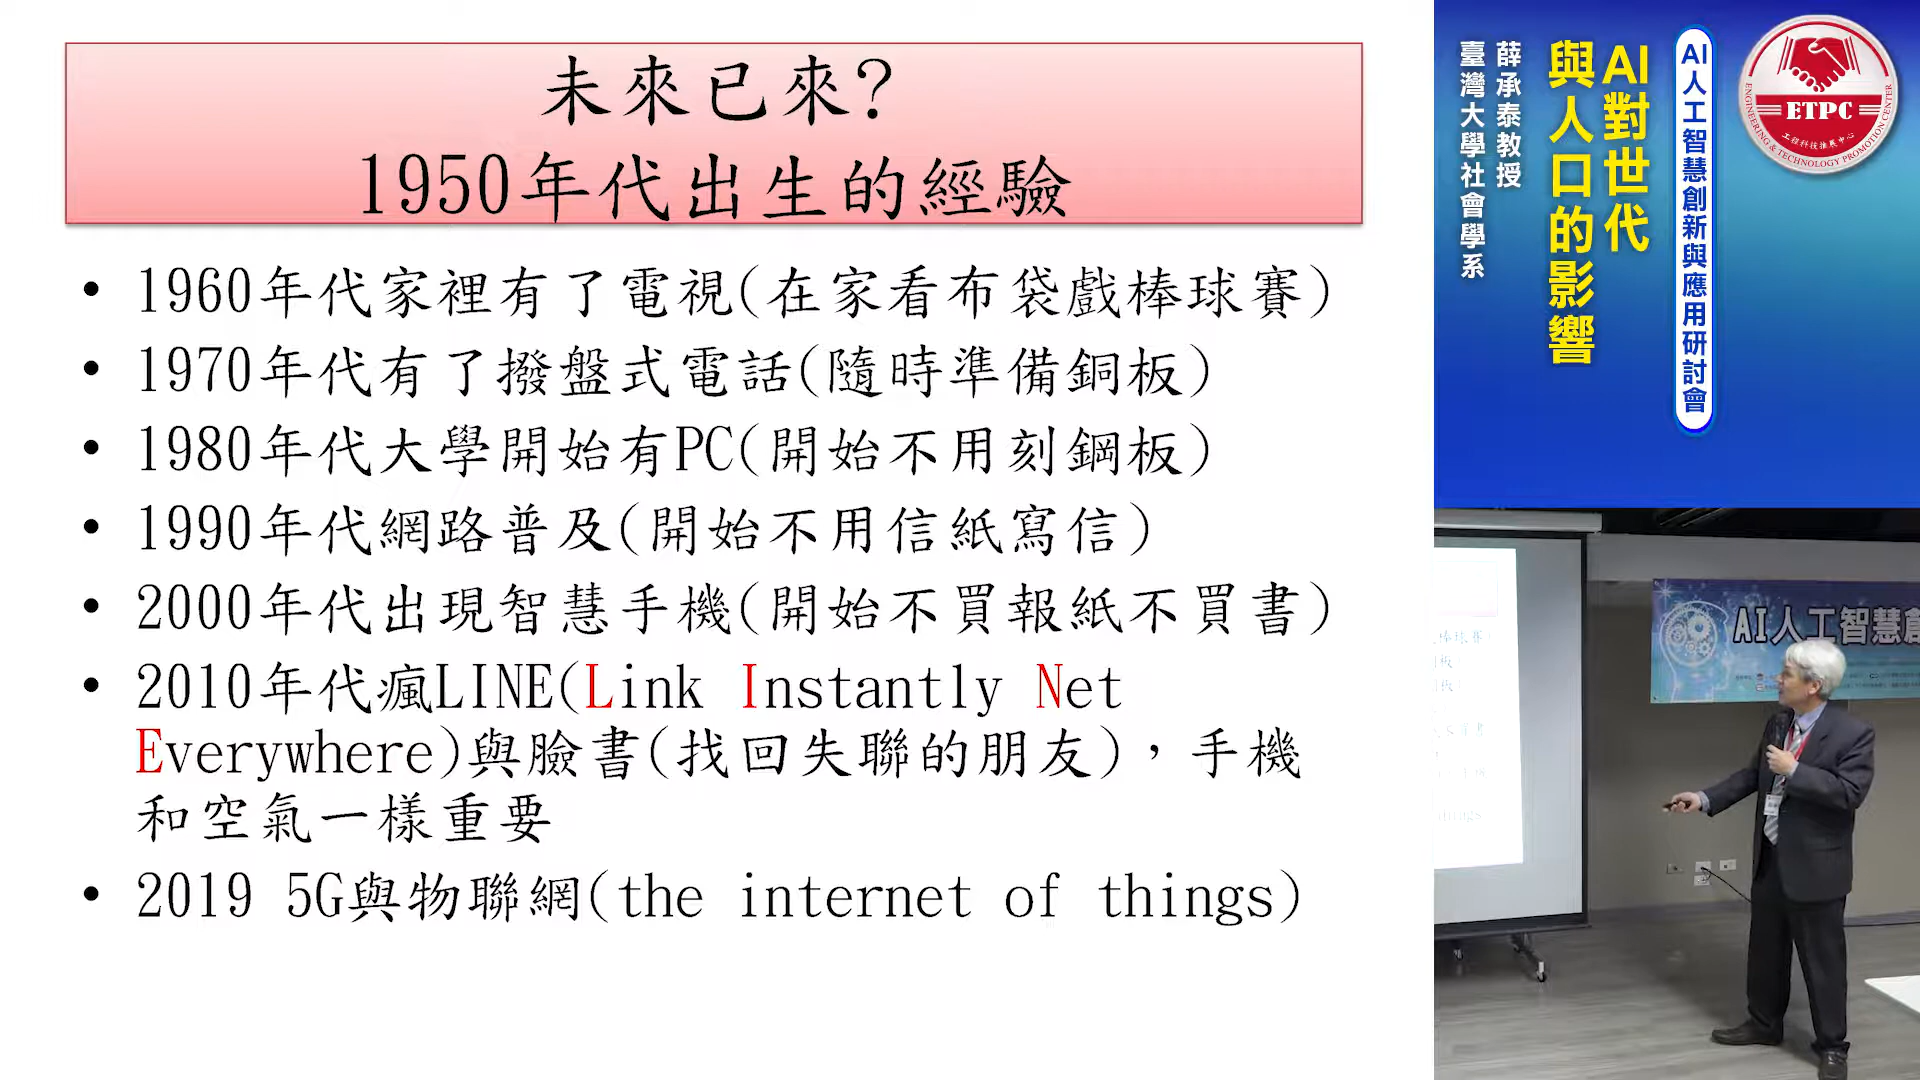 未來已來?
1950年代出生的經驗
• 1960年代家裡有了電視(在家看布袋戲棒球賽)
• 1970年代有了撥盤式電話(隨時準備銅板)
• 1980年代大學開始有PC(開始不用刻鋼板)
• 1990年代網路普及(開始不用信紙寫信)
• 2000年代出現智慧手機(開始不買報紙不買書)
• 2010年代瘋LINE(Link Instantly Net
Everywhere)與臉書(找回失聯的朋友)，手機
和空氣一樣重要
• 2019 5G與物聯網(the internet of things)
ENGINEERING & TECHNOLOGY PROMOTION CENTER
ETPC
工程科技推展中心
AI人工智慧創新與應用研討會
AI對世代
與人口的影響
薛承泰教授
臺灣大學社會學系
AI人工智慧創